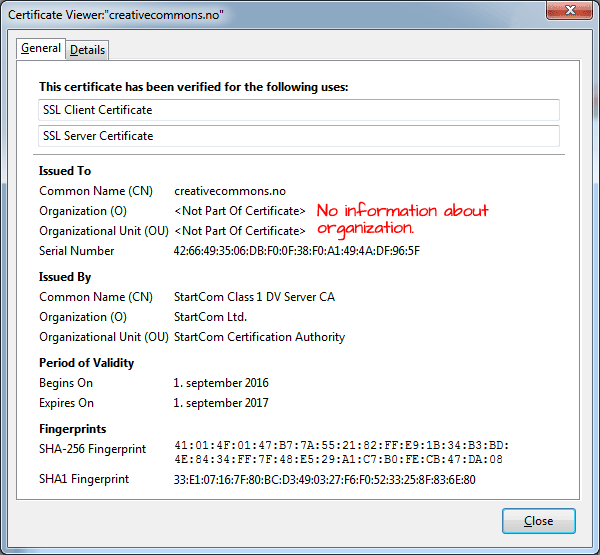 Certificate Viewer:"creativecommons.no"
General Details
This certificate has been verified for the following uses:
SSL Client Certificate
SSL Server Certificate
Issued To
Common Name (CN) creativecommons.no
Organization (O) <Not Part Of Certificate> No information about
Organizational Unit (OU) <Not Part Of Certificate> organization.
Serial Number 42:66:49:35:06:DB:F0:0F:38:F0:A1:49:4A:DF:96:5F
Issued By
Common Name (CN) StartCom Class 1 DV Server CA
Organization (O) StartCom Ltd.
Organizational Unit (OU) StartCom Certification Authority
Period of Validity
Begins On 1. september 2016
Expires On 1. september 2017
Fingerprints
SHA-256 Fingerprint 41:01:4F:01:47:B7:7A:55:21:82:FF:E9:1B:34:B3:BD:
4E:84:34:FF:7F:48:E5:29:A1:C7:B0:FE:CB:47:DA:08
SHA1 Fingerprint 33:E1:07:16:7F:80:BC:D3:49:03:27:F6:F0:52:33:25:8F:83:6E:80
Close